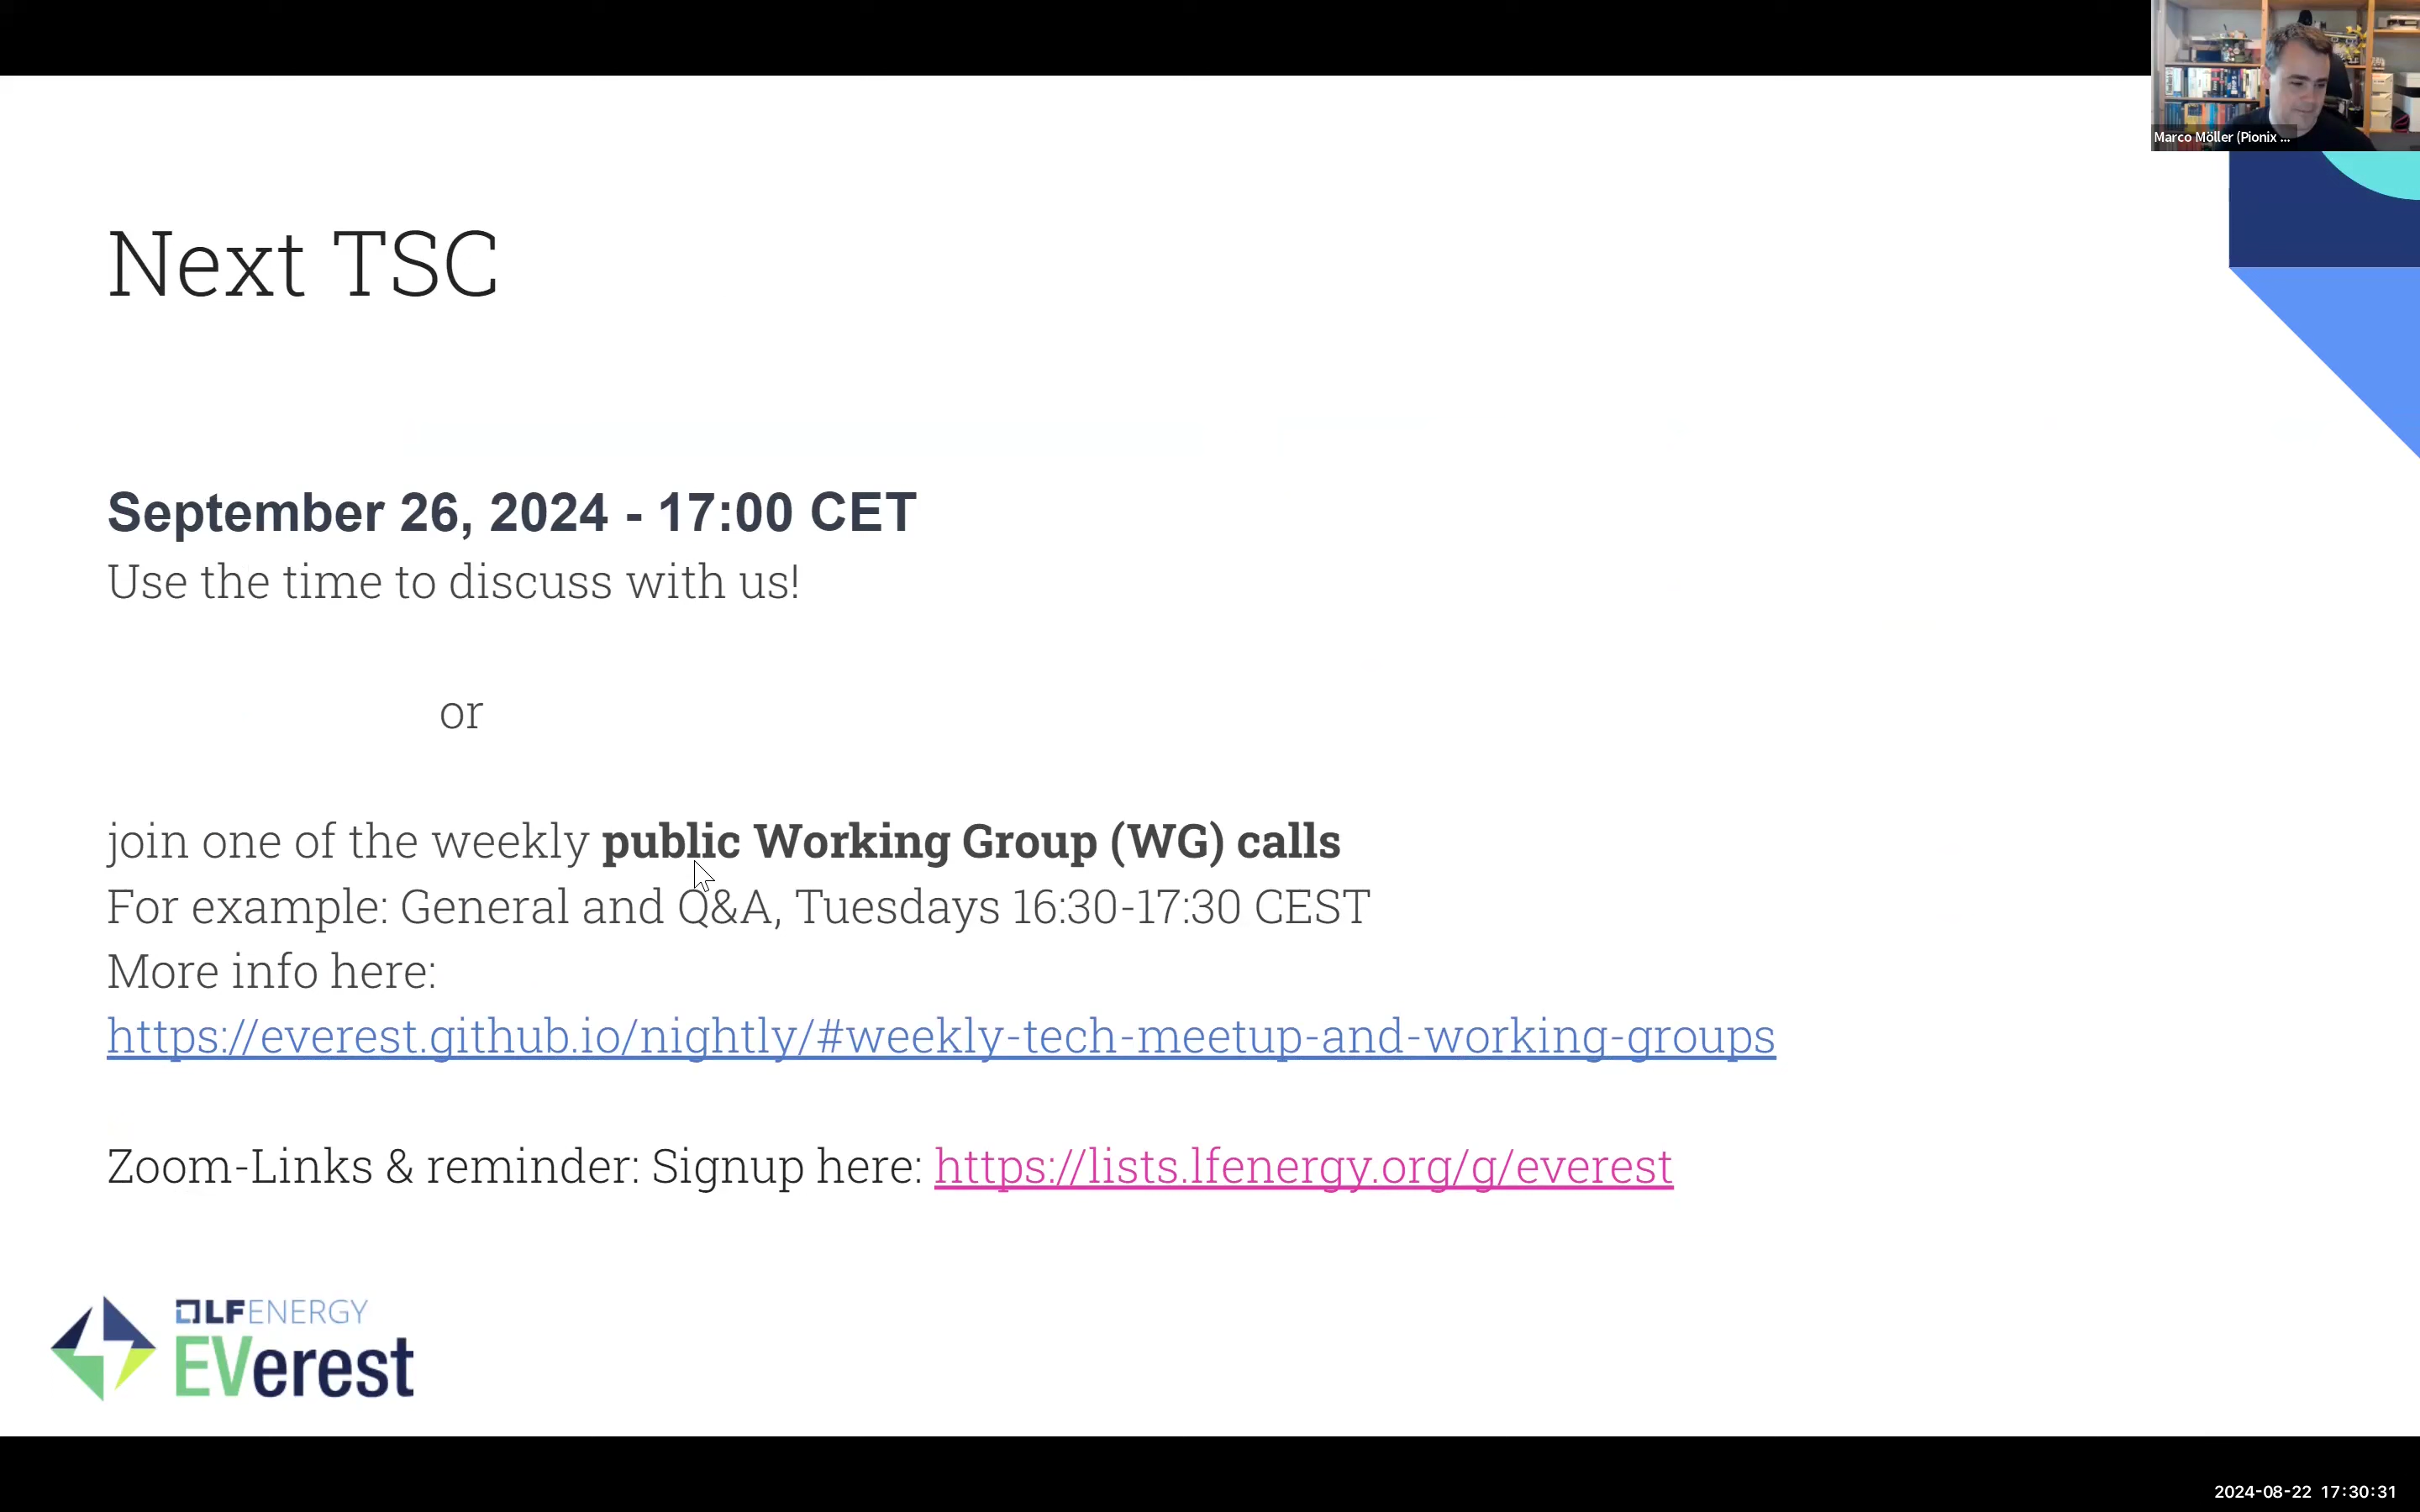 Marco Möller (Pionix ...
Next TSC
September 26, 2024 - 17:00 CET
Use the time to discuss with us!
or
join one of the weekly public Working Group (WG) calls
For example: General and Q&A, Tuesdays 16:30-17:30 CEST
More info here:
https://everest.github.io/nightly/#weekly-tech-meetup-and-working-groups
Zoom-Links & reminder: Signup here: https://lists.lfenergy.org/g/everest
LFENERGY
EVerest
2024-08-22 17:30:31